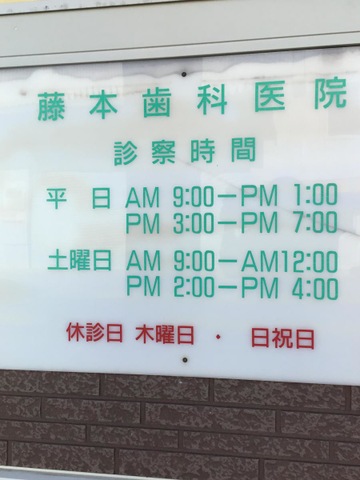 藤本歯科医院
診察時間
平日 AM 9:00－PM 1:00
PM 3:00－PM 7:00
土曜日 AM 9:00－AM12:00
PM 2:00－PM 4:00
休診日 木曜日・日祝日